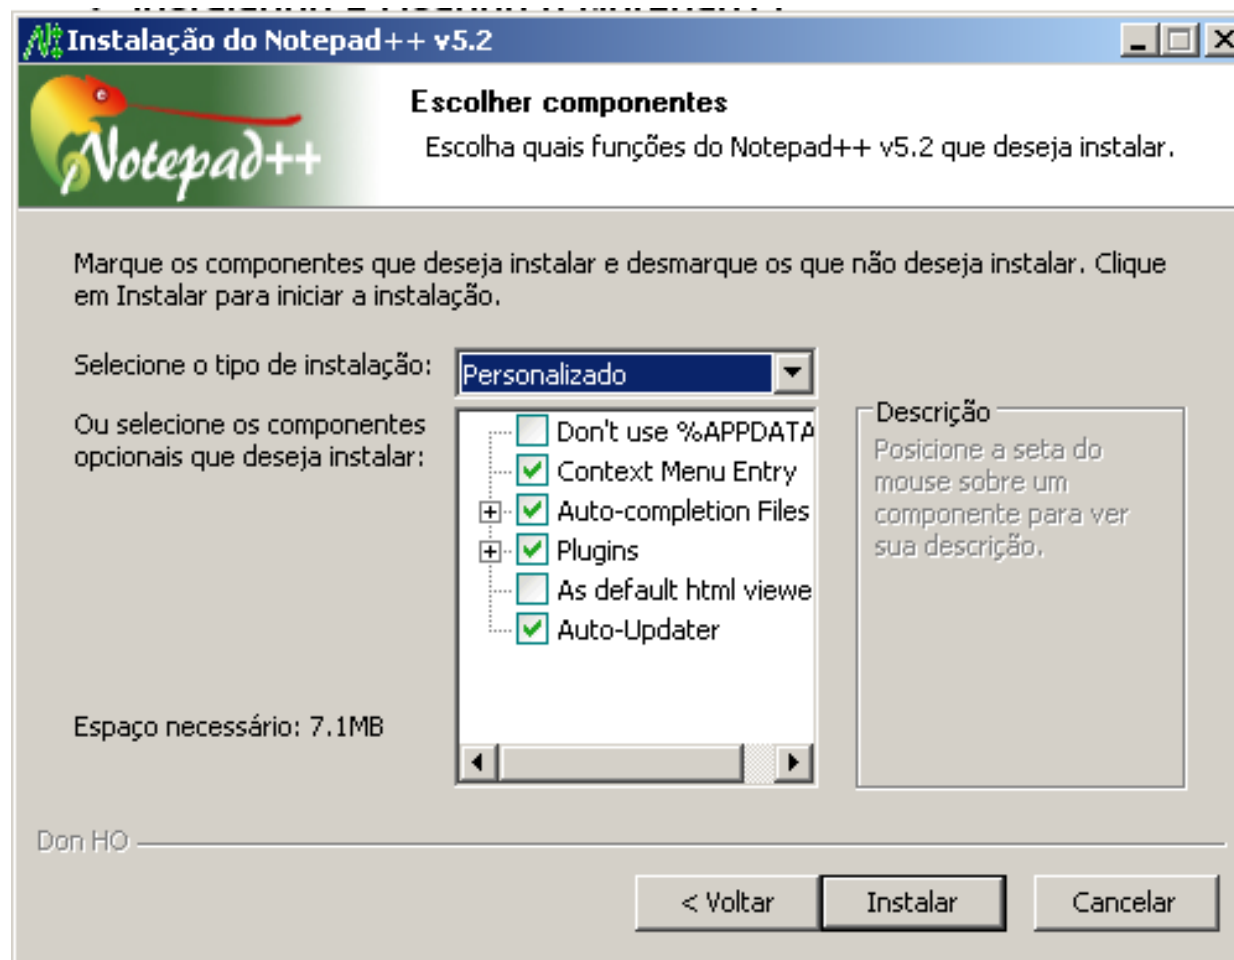 Instalação do Notepad++ v5.2
Notepad++
Escolher componentes
Escolha quais funções do Notepad++ v5.2 que deseja instalar.
Marque os componentes que deseja instalar e desmarque os que não deseja instalar. Clique
em Instalar para iniciar a instalação.
Selecione o tipo de instalação:
Personalizado
Ou selecione os componentes
opcionais que deseja instalar:
Don't use %APPDATA
Context Menu Entry
Auto-completion Files
Plugins
As default html viewe
Auto-Updater
Descrição
Posicione a seta do
mouse sobre um
componente para ver
sua descrição.
Espaço necessário: 7.1MB
Don HO
< Voltar
Instalar
Cancelar